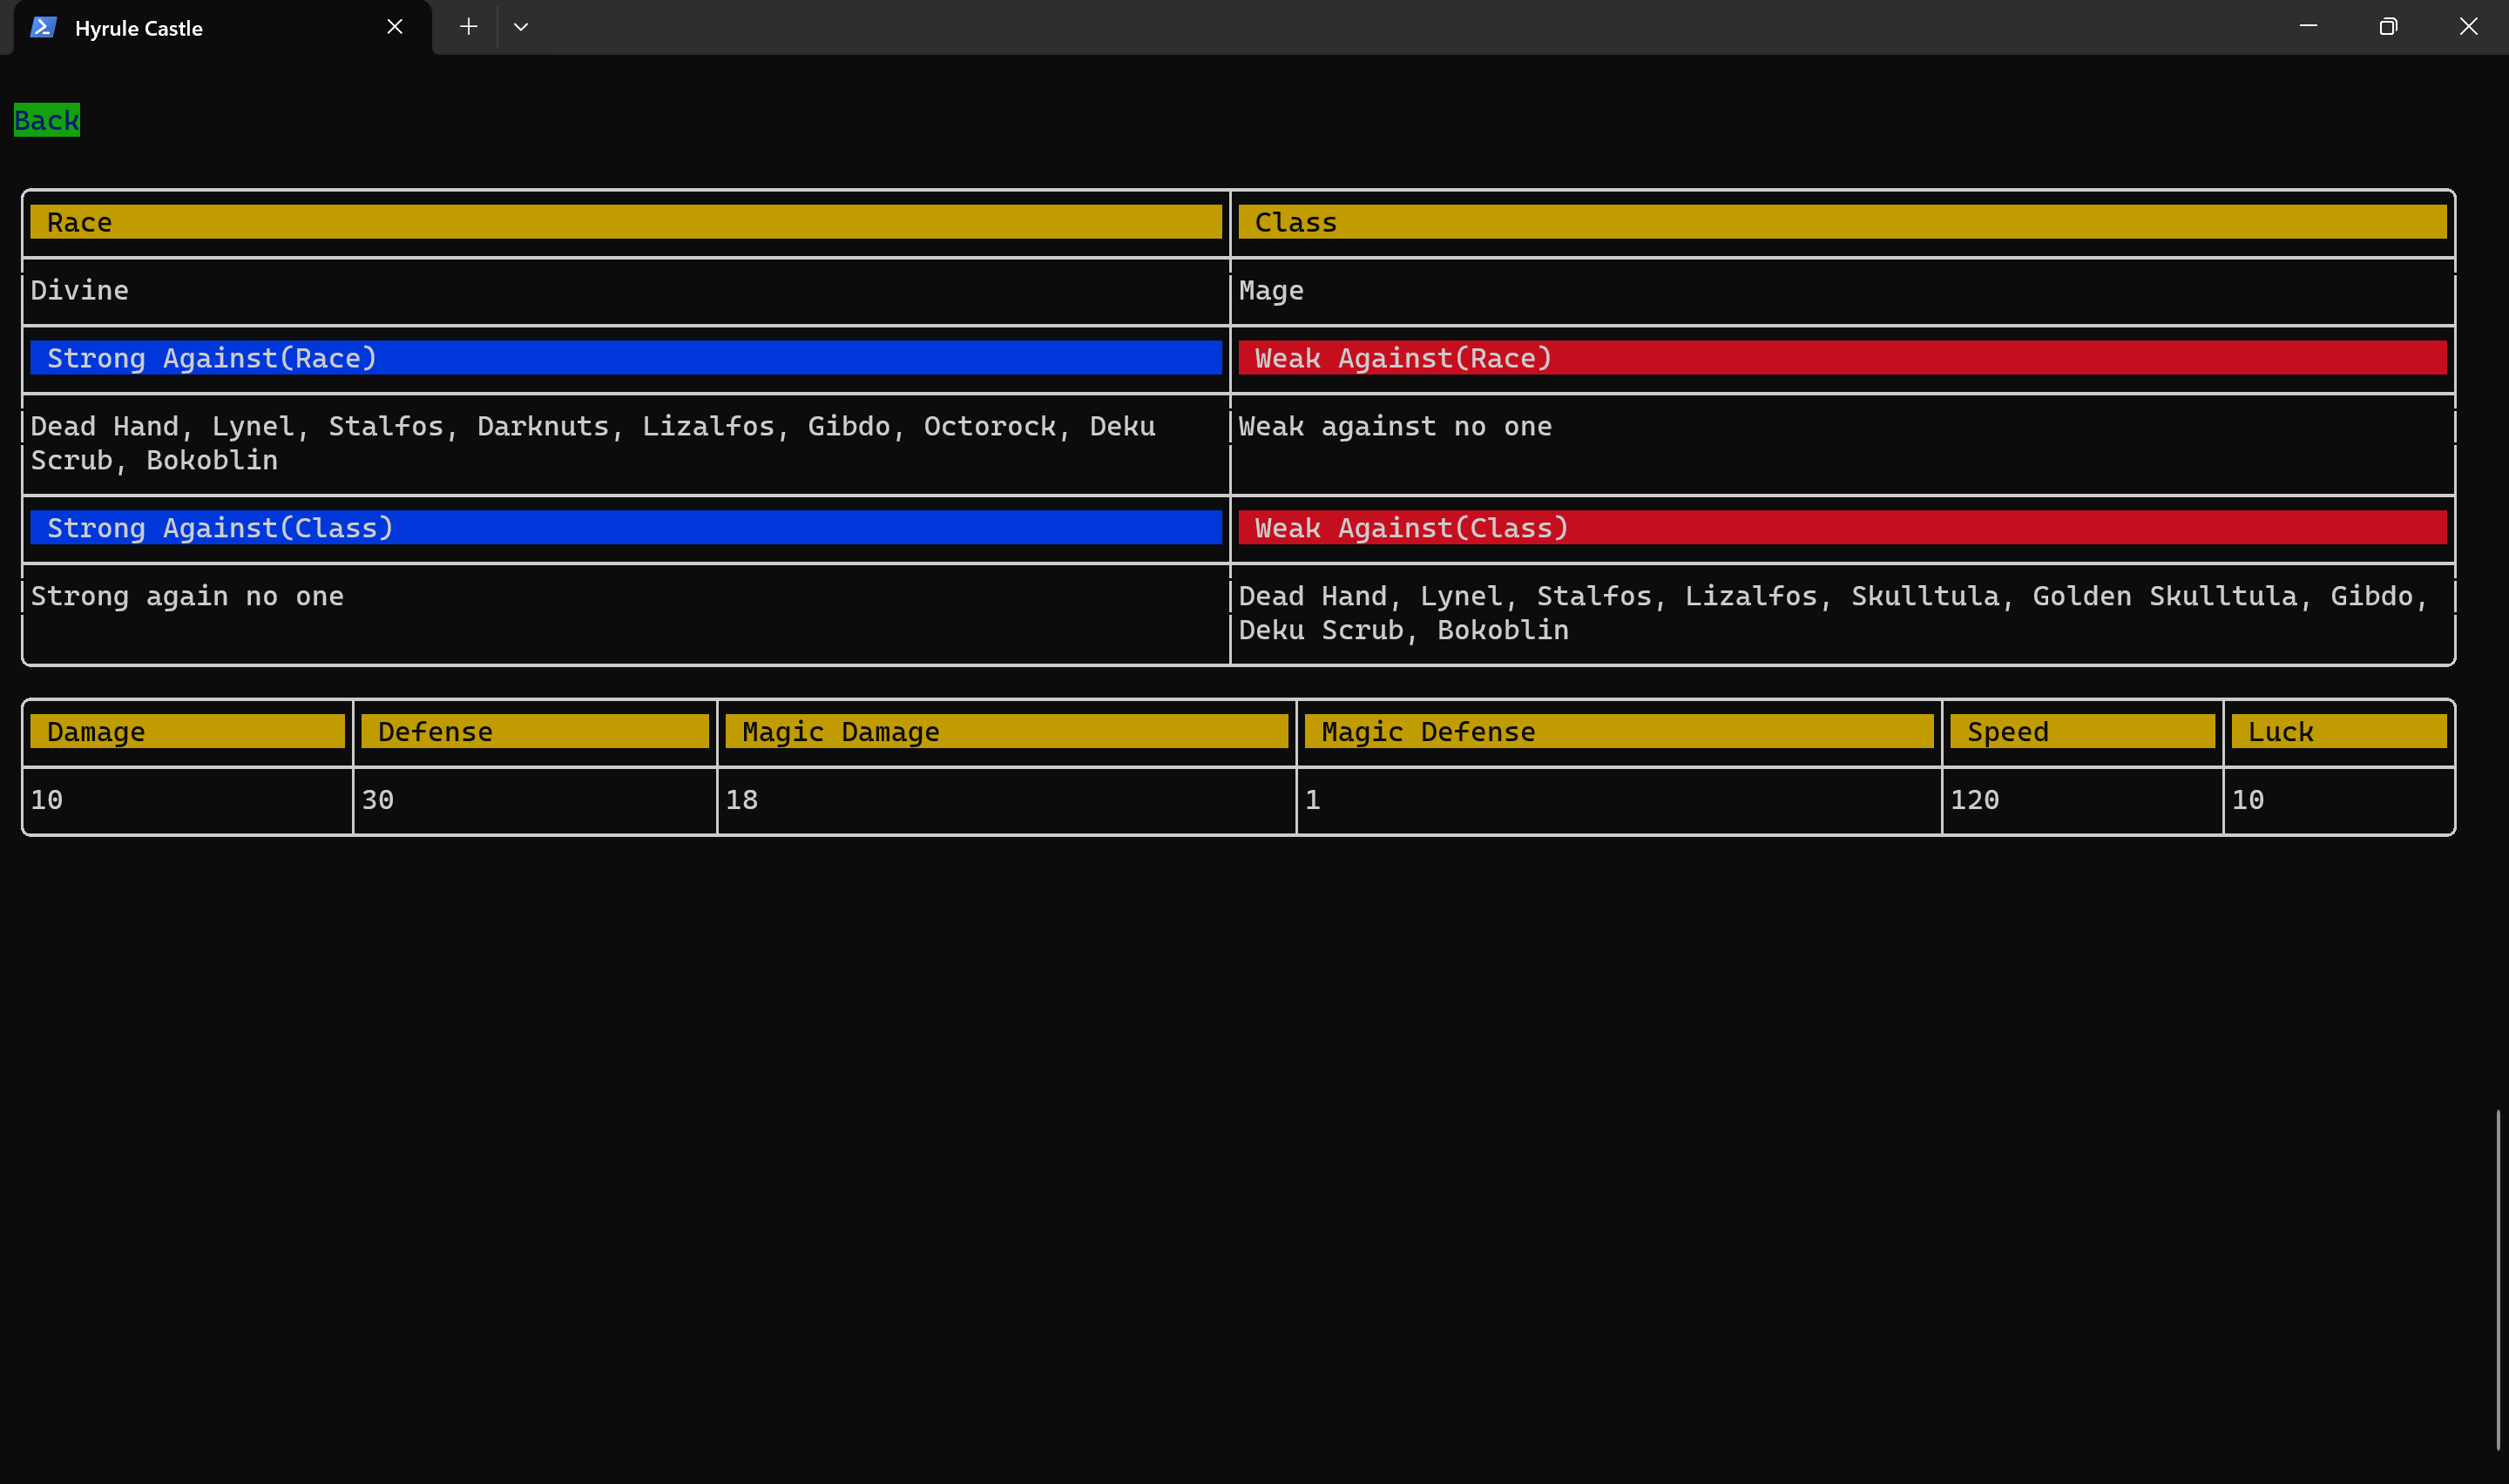 Hyrule Castle
Back
Race Class
Divine Mage
Strong Against(Race) Weak Against(Race)
Dead Hand, Lynel, Stalfos, Darknuts, Lizalfos, Gibdo, Octorock, Deku Weak against no one
Scrub, Bokoblin
Strong Against(Class) Weak Against(Class)
Strong again no one Dead Hand, Lynel, Stalfos, Lizalfos, Skulltula, Golden Skulltula, Gibdo,
Deku Scrub, Bokoblin
Damage Defense Magic Damage Magic Defense Speed Luck
10 30 18 1 120 10